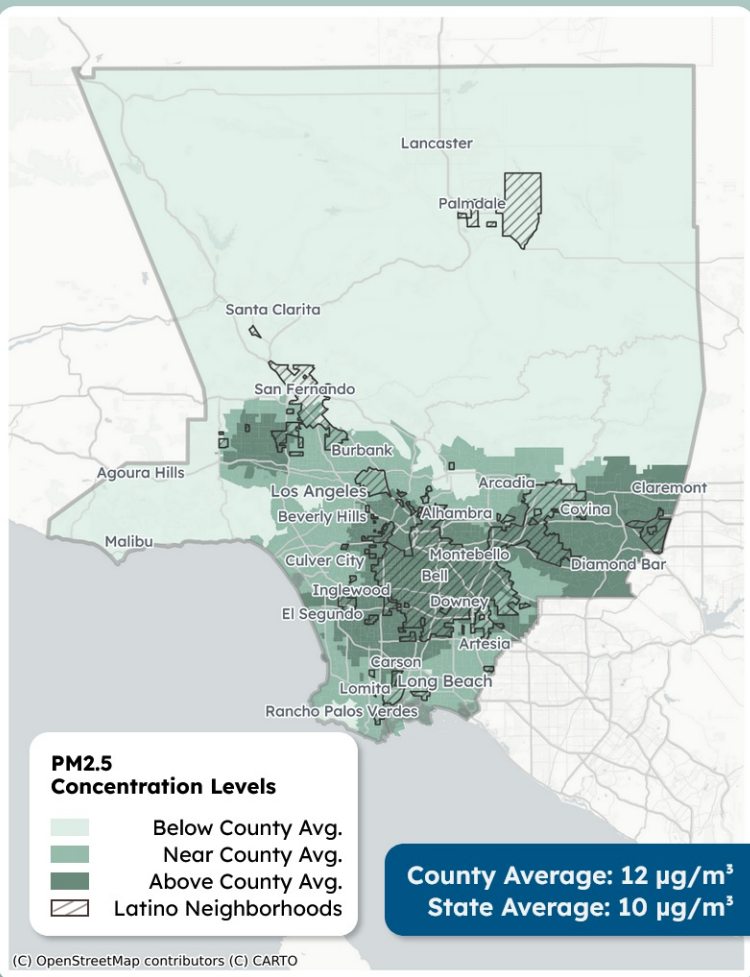 Lancaster
Palmdale
Santa Clarita
San Fernando
Burbank
Agoura Hills
Los Angeles
Arcadia
Claremont
Beverly Hills
Alhambra
Covina
Malibu
Culver City
Montebello
Diamond Bar
Bell
Inglewood
Downey
El Segundo
Artesia
Carson
Lomita
Long Beach
Rancho Palos Verdes
PM2.5
Concentration Levels
Below County Avg.
Near County Avg.
Above County Avg.
Latino Neighborhoods
County Average: 12 µg/m³
State Average: 10 µg/m³
(C) OpenStreetMap contributors (C) CARTO